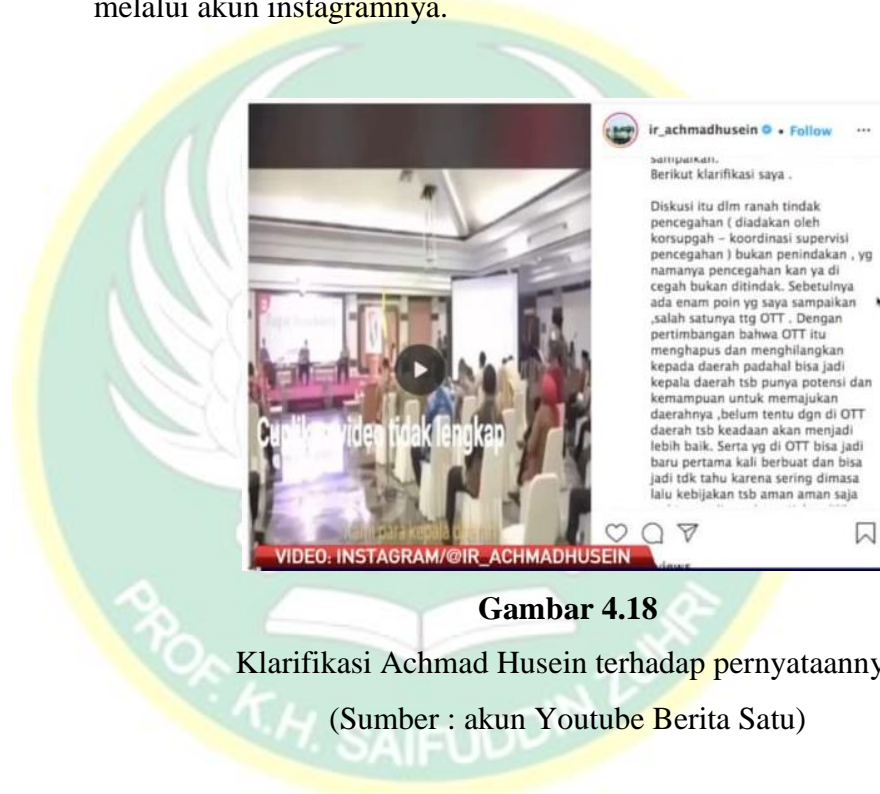 melalui akun instagramnya.
ir_achmadhusein • Follow ...
sampaikan.
Berikut klarifikasi saya .
Diskusi itu dlm ranah tindak
pencegahan ( diadakan oleh
korsupgah – koordinasi supervisi
pencegahan ) bukan penindakan , yg
namanya pencegahan kan ya di
cegah bukan ditindak. Sebetulnya
ada enam poin yg saya sampaikan
,salah satunya ttg OTT . Dengan
pertimbangan bahwa OTT itu
menghapus dan menghilangkan
kepada daerah padahal bisa jadi
kepala daerah tsb punya potensi dan
kemampuan untuk memajukan
daerahnya ,belum tentu dgn di OTT
daerah tsb keadaan akan menjadi
lebih baik. Serta yg di OTT bisa jadi
baru pertama kali berbuat dan bisa
jadi tdk tahu karena sering dimasa
lalu kebijakan tsb aman aman saja
Cuplikan video tidak lengkap
kami para kepala daerah
VIDEO: INSTAGRAM/@IR_ACHMADHUSEIN
views
Gambar 4.18
Klarifikasi Achmad Husein terhadap pernyataanny
(Sumber : akun Youtube Berita Satu)
PROF. K.H. SAIFUDDIN ZUHRI